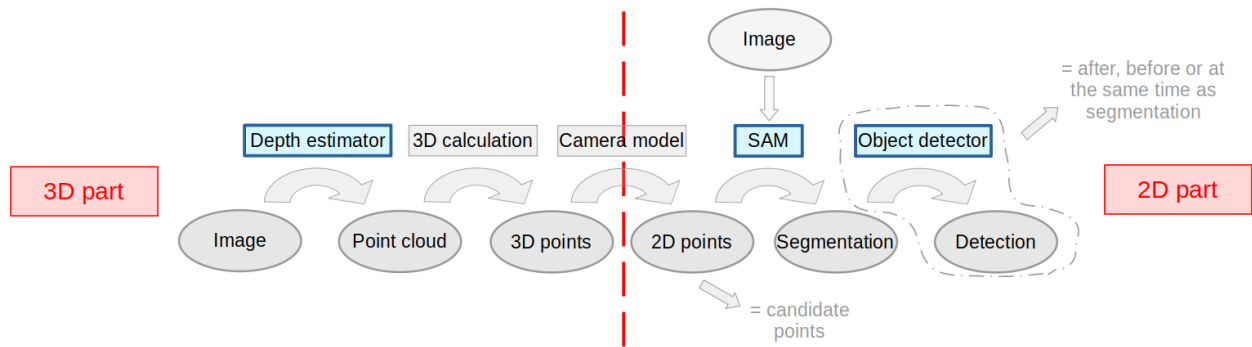 Image
= after, before or at
the same time as
segmentation
Depth estimator
3D calculation
Camera model
SAM
Object detector
3D part
2D part
Image
Point cloud
3D points
2D points
Segmentation
Detection
= candidate
points